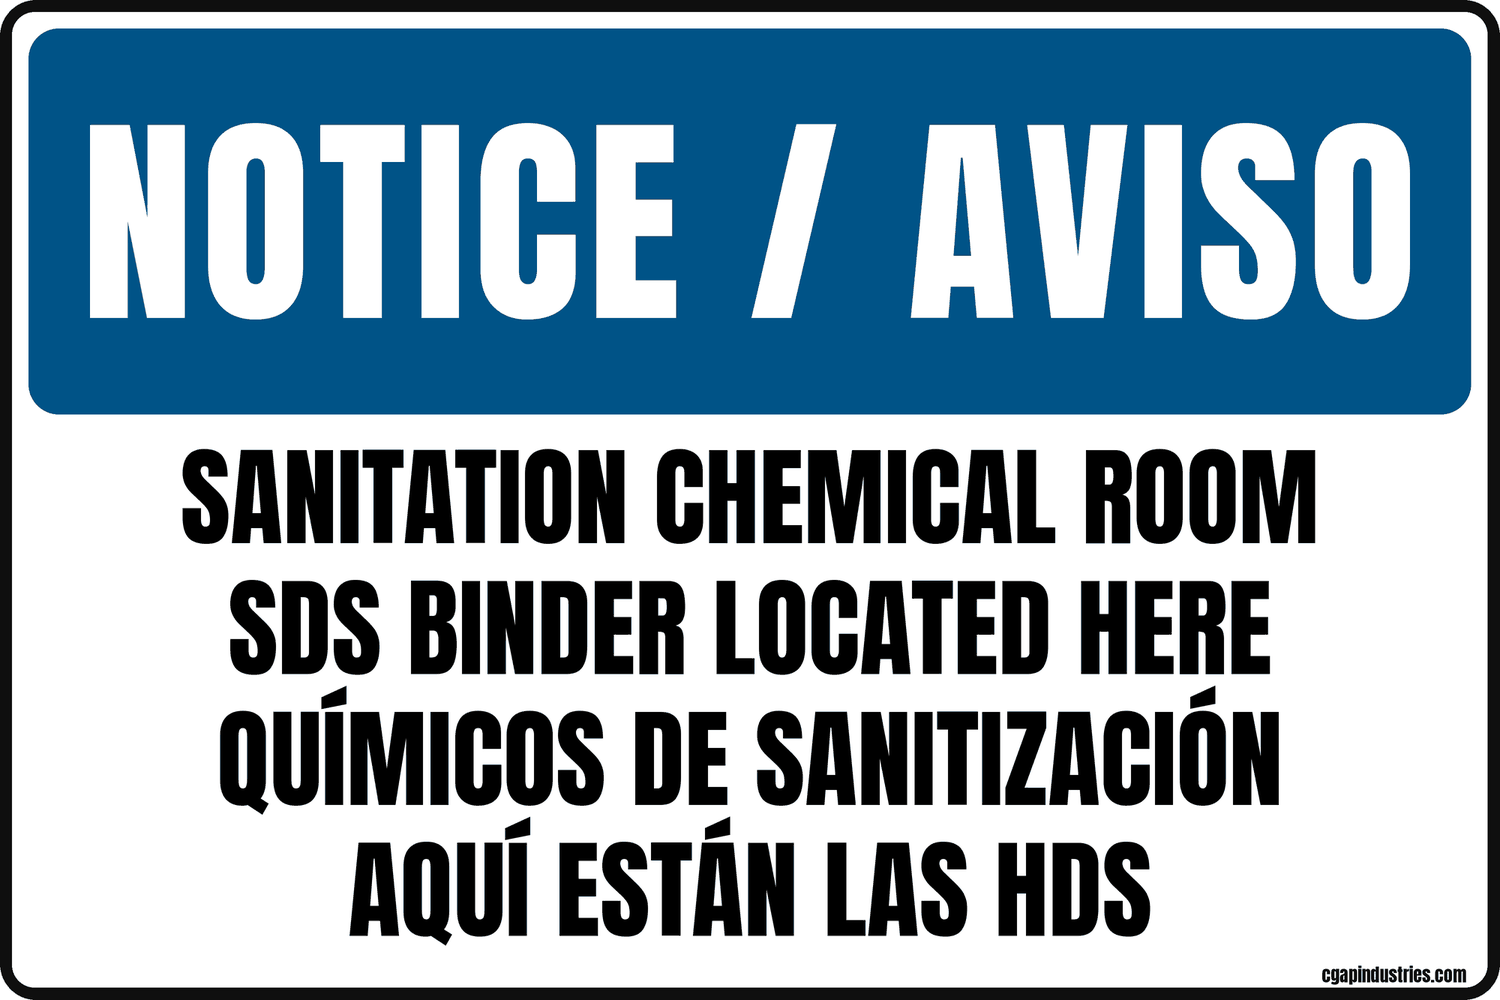 NOTICE / AVISO
SANITATION CHEMICAL ROOM
SDS BINDER LOCATED HERE
QUÍMICOS DE SANITIZACIÓN
AQUÍ ESTÁN LAS HDS
cgapindustries.com